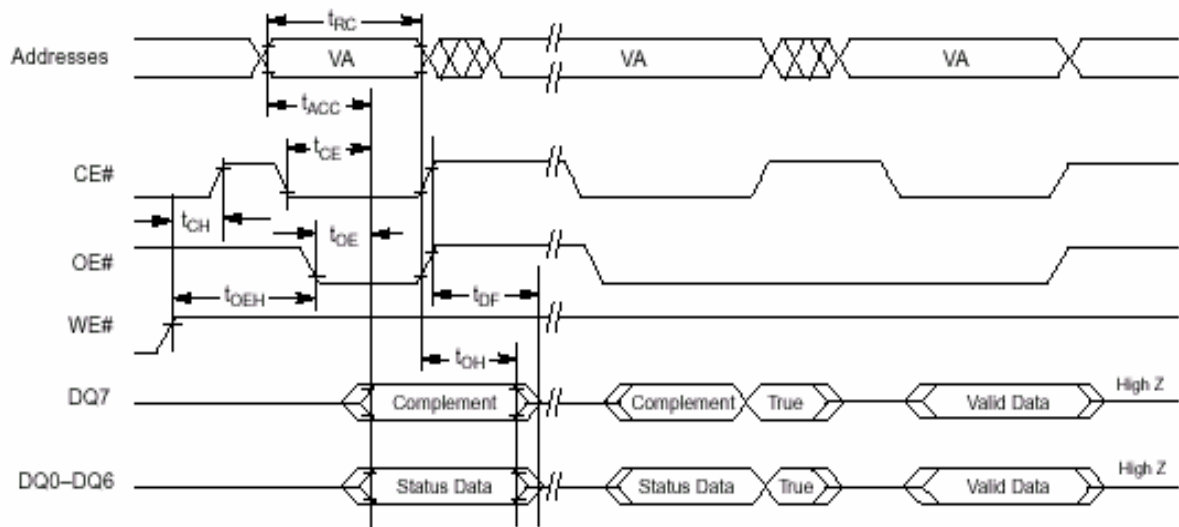 tRC
Addresses VA VA VA
tACC
tCE
CE#
tCH tOE
OE#
tOEH tDF
WE#
tOH
DQ7 Complement Complement True Valid Data High Z
DQ0–DQ6 Status Data Status Data True Valid Data High Z